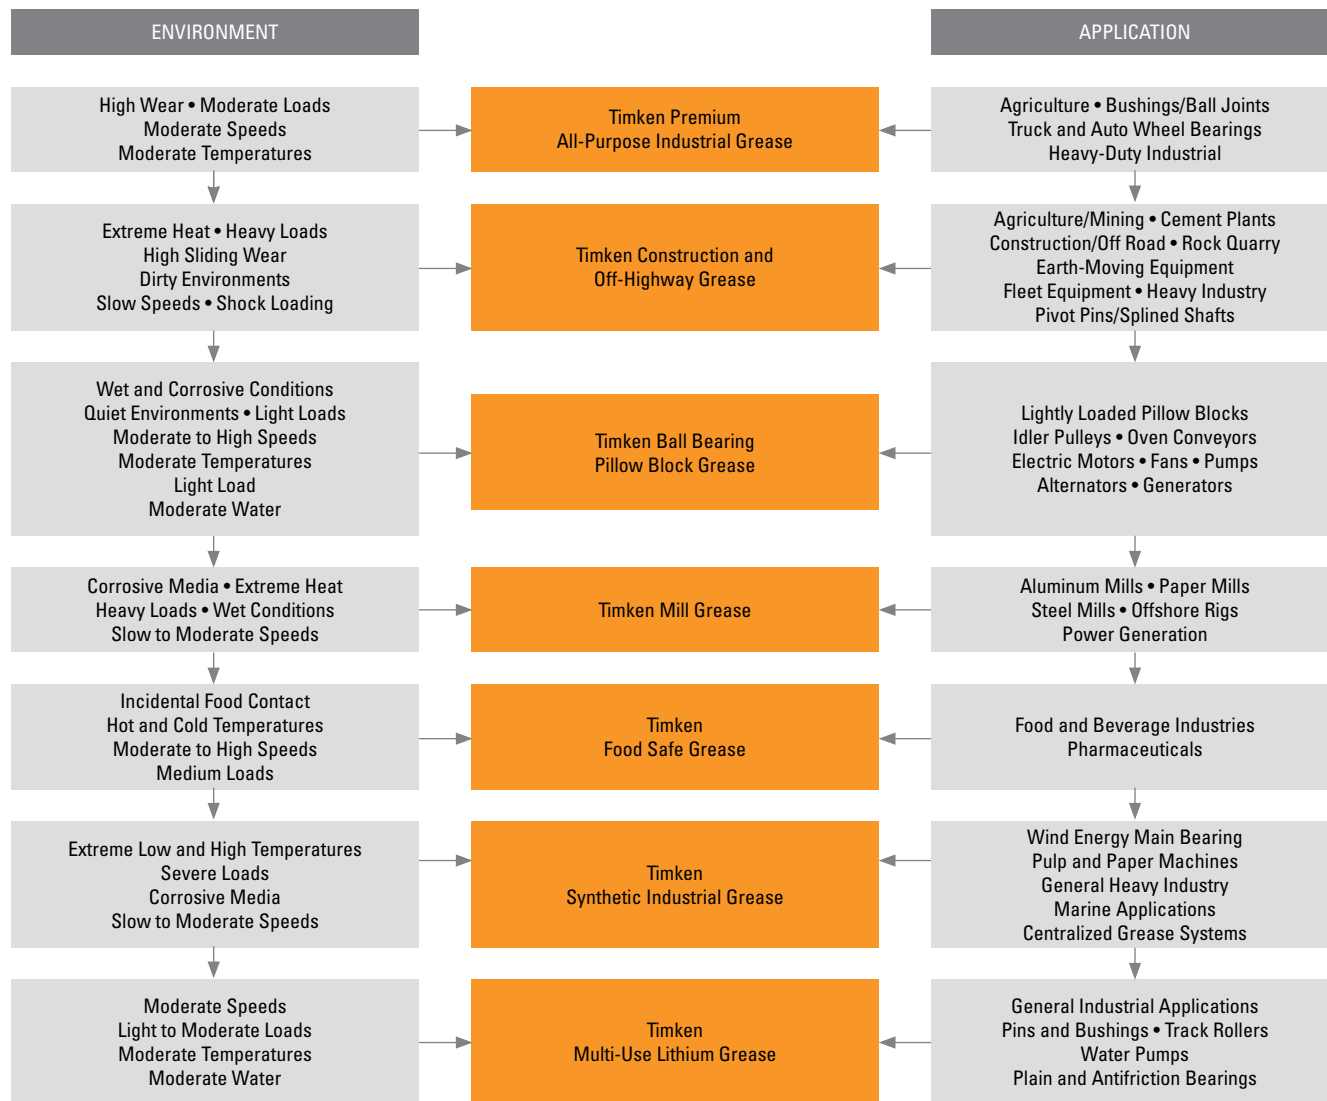 ENVIRONMENT
APPLICATION
High Wear • Moderate Loads
Moderate Speeds
Moderate Temperatures
Timken Premium
All-Purpose Industrial Grease
Agriculture • Bushings/Ball Joints
Truck and Auto Wheel Bearings
Heavy-Duty Industrial
Extreme Heat • Heavy Loads
High Sliding Wear
Dirty Environments
Slow Speeds • Shock Loading
Timken Construction and
Off-Highway Grease
Agriculture/Mining • Cement Plants
Construction/Off Road • Rock Quarry
Earth-Moving Equipment
Fleet Equipment • Heavy Industry
Pivot Pins/Splined Shafts
Wet and Corrosive Conditions
Quiet Environments • Light Loads
Moderate to High Speeds
Moderate Temperatures
Light Load
Moderate Water
Timken Ball Bearing
Pillow Block Grease
Lightly Loaded Pillow Blocks
Idler Pulleys • Oven Conveyors
Electric Motors • Fans • Pumps
Alternators • Generators
Corrosive Media • Extreme Heat
Heavy Loads • Wet Conditions
Slow to Moderate Speeds
Timken Mill Grease
Aluminum Mills • Paper Mills
Steel Mills • Offshore Rigs
Power Generation
Incidental Food Contact
Hot and Cold Temperatures
Moderate to High Speeds
Medium Loads
Timken
Food Safe Grease
Food and Beverage Industries
Pharmaceuticals
Extreme Low and High Temperatures
Severe Loads
Corrosive Media
Slow to Moderate Speeds
Timken
Synthetic Industrial Grease
Wind Energy Main Bearing
Pulp and Paper Machines
General Heavy Industry
Marine Applications
Centralized Grease Systems
Moderate Speeds
Light to Moderate Loads
Moderate Temperatures
Moderate Water
Timken
Multi-Use Lithium Grease
General Industrial Applications
Pins and Bushings • Track Rollers
Water Pumps
Plain and Antifriction Bearings